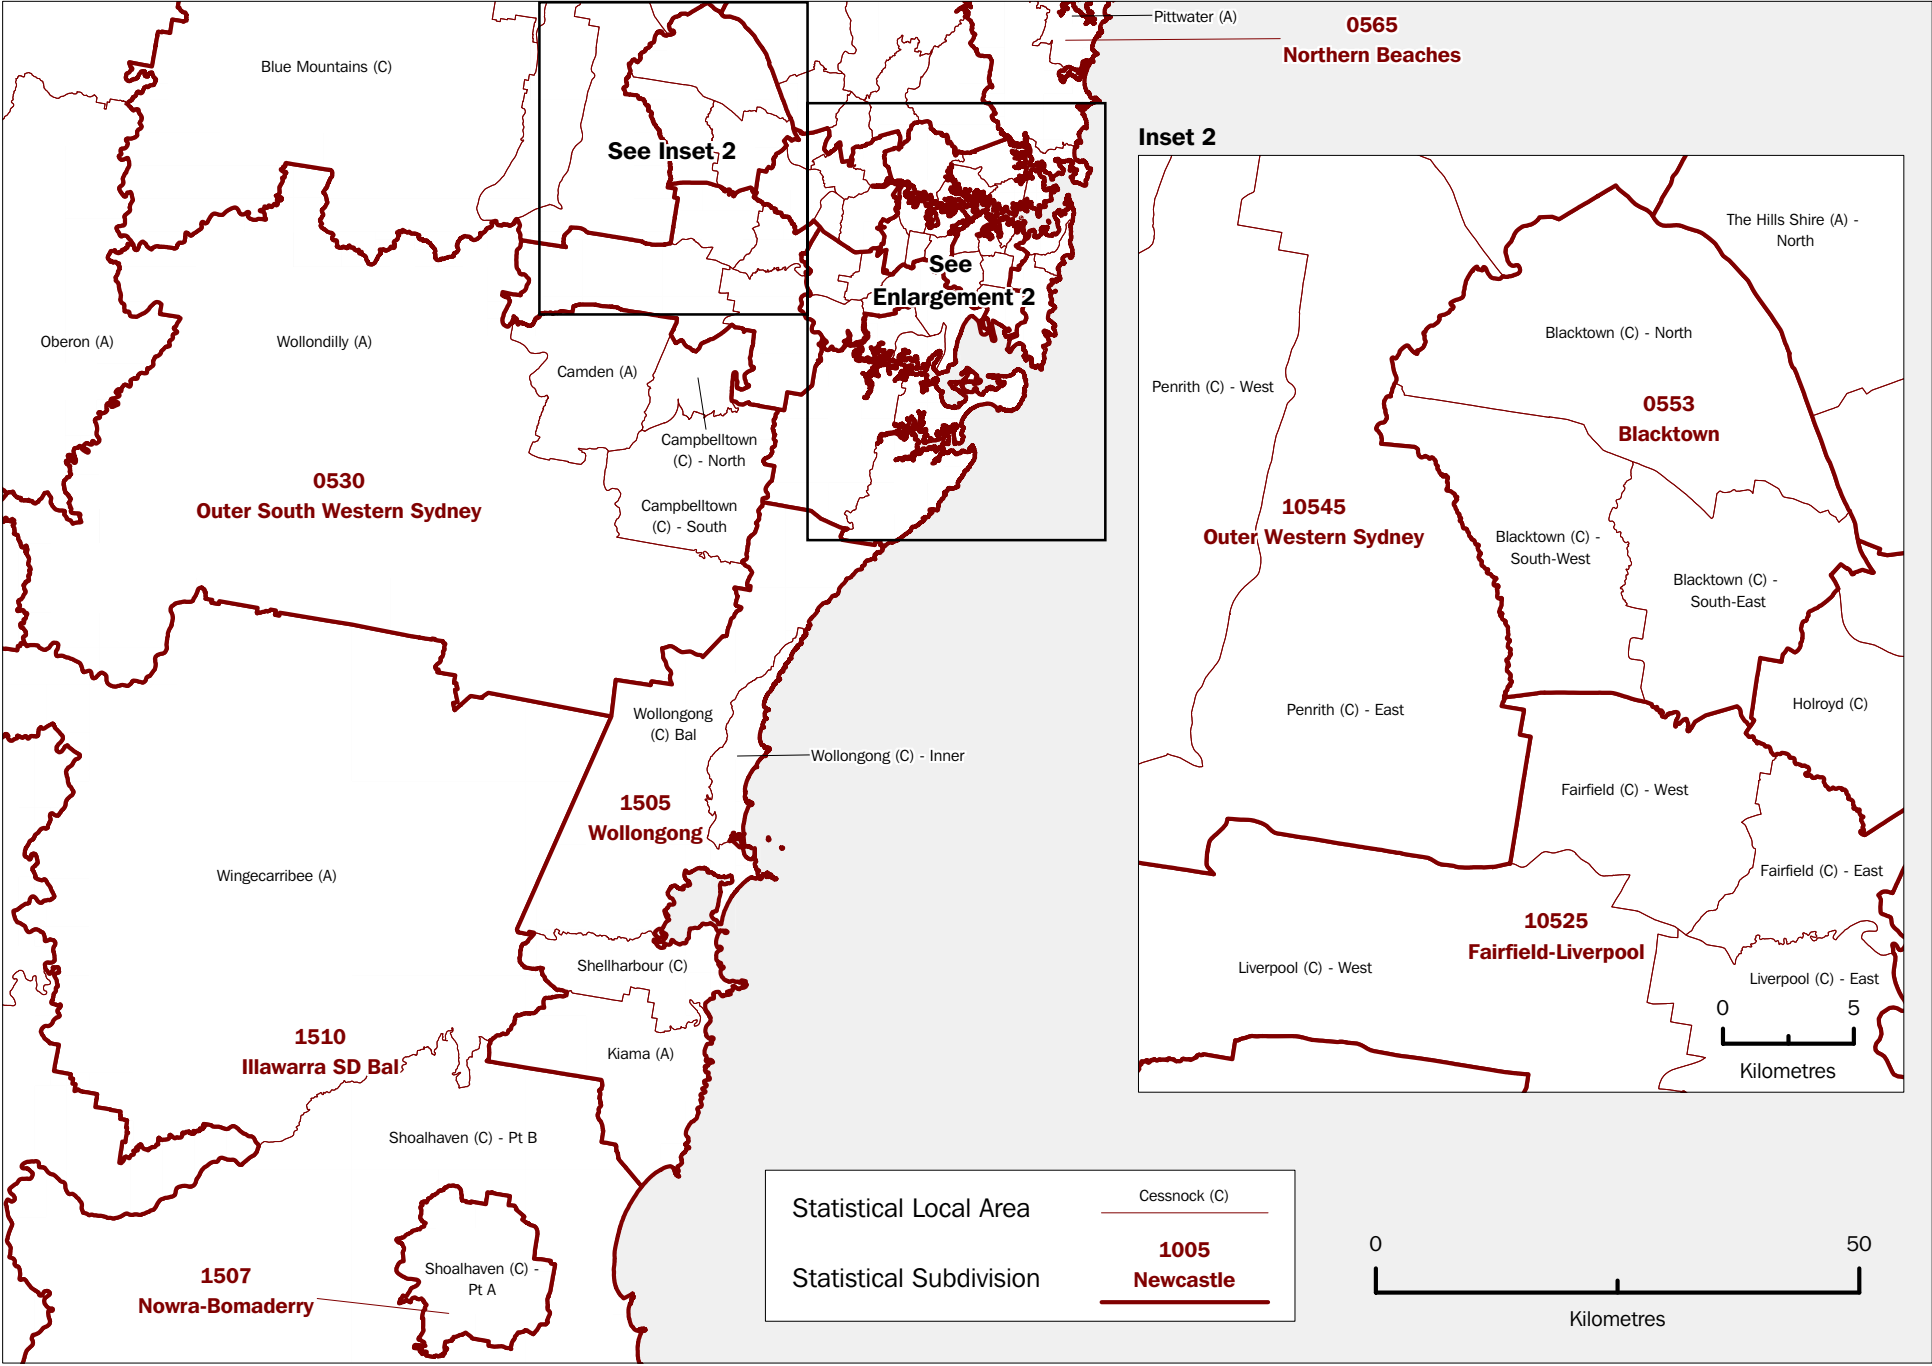 Pittwater (A)
0565
Northern Beaches
Blue Mountains (C)
See Inset 2
Inset 2
See
Enlargement 2
Oberon (A)
Wollondilly (A)
Camden (A)
Campbelltown
(C) - North
Campbelltown
(C) - South
0530
Outer South Western Sydney
The Hills Shire (A) -
North
Blacktown (C) - North
Penrith (C) - West
0553
Blacktown
10545
Outer Western Sydney
Blacktown (C) -
South-West
Blacktown (C) -
South-East
Holroyd (C)
Penrith (C) - East
Fairfield (C) - West
Fairfield (C) - East
10525
Fairfield-Liverpool
Liverpool (C) - West
Liverpool (C) - East
0 5
Kilometres
Wollongong
(C) Bal
Wollongong (C) - Inner
1505
Wollongong
Wingecarribee (A)
Shellharbour (C)
1510
Illawarra SD Bal
Kiama (A)
Shoalhaven (C) - Pt B
Shoalhaven (C) -
Pt A
1507
Nowra-Bomaderry
Statistical Local Area
Cessnock (C)
Statistical Subdivision
1005
Newcastle
0 50
Kilometres